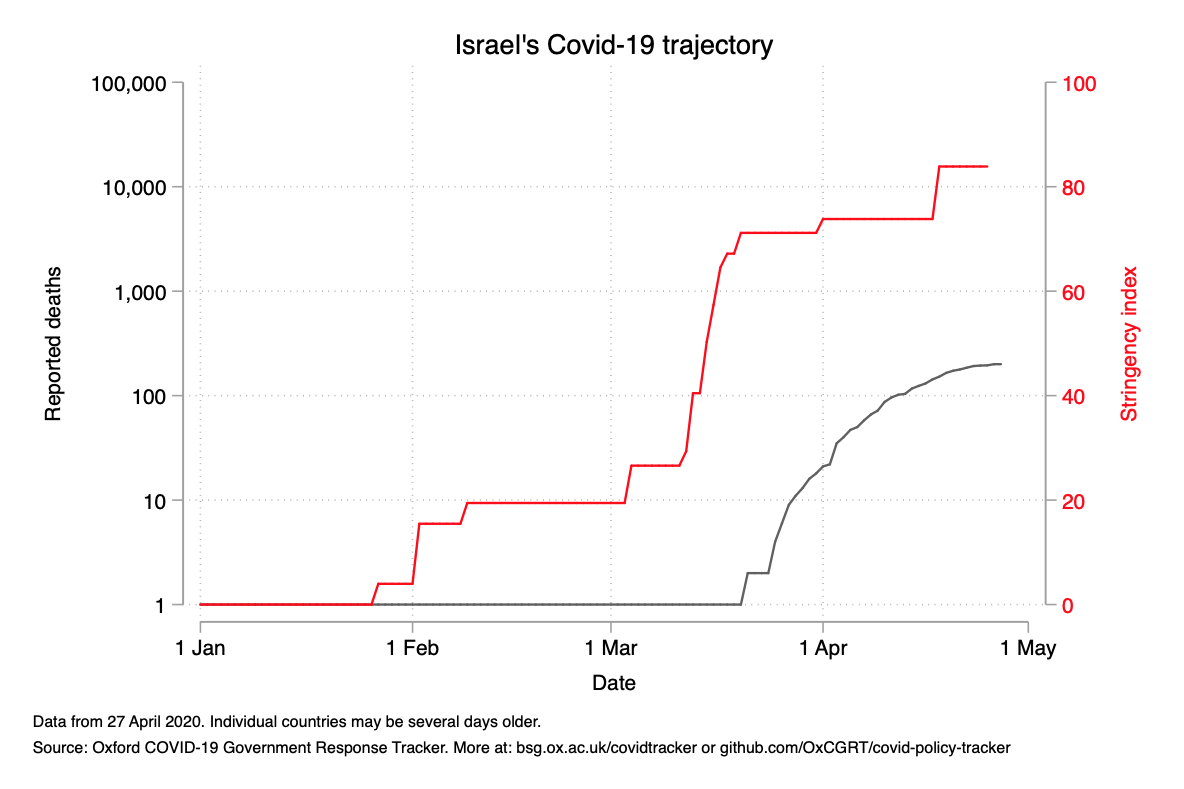 Israel's Covid-19 trajectory
100,000
10,000
1,000
100
10
1
Reported deaths
100
80
60
40
20
0
Stringency index
1 Jan
1 Feb
1 Mar
1 Apr
1 May
Date
Data from 27 April 2020. Individual countries may be several days older.
Source: Oxford COVID-19 Government Response Tracker. More at: bsg.ox.ac.uk/covidtracker or github.com/OxCGRT/covid-policy-tracker